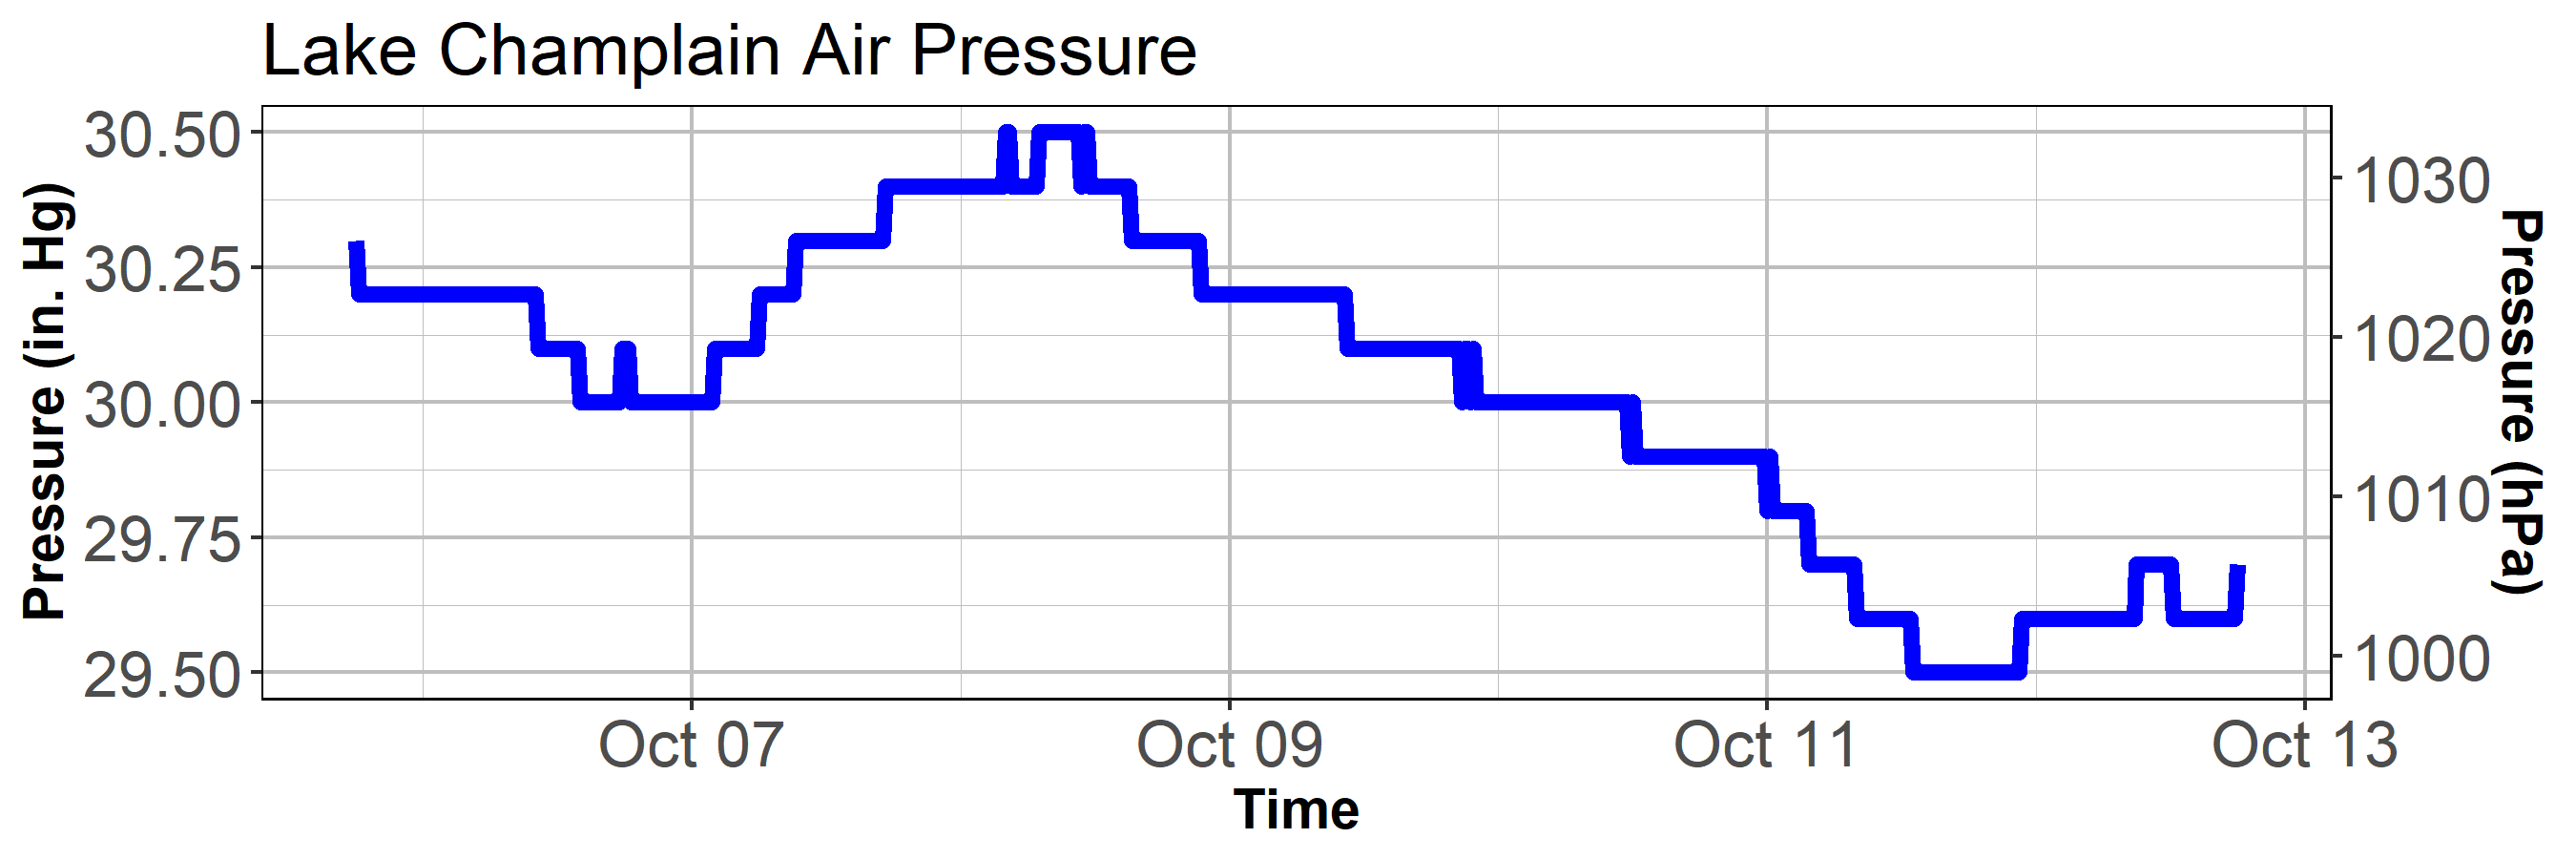 Lake Champlain Air Pressure
Pressure (in. Hg)
30.50
30.25
30.00
29.75
29.50
1030
1020
1010
1000
Pressure (hPa)
Oct 07 Oct 09 Oct 11 Oct 13
Time